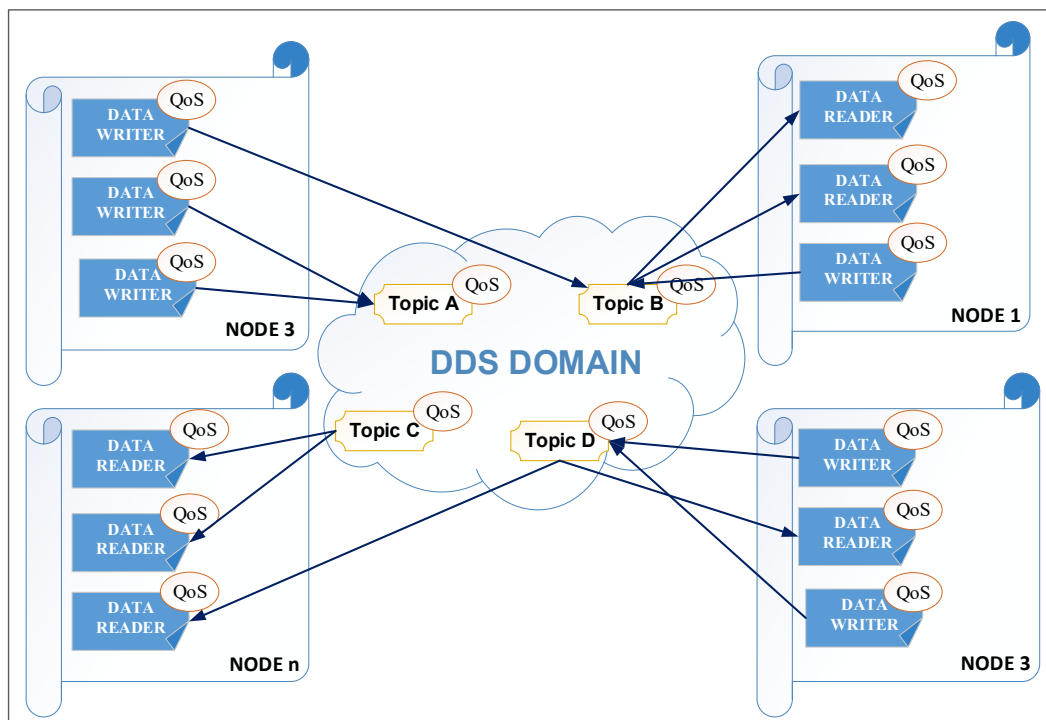 QoS
DATA
WRITER
QoS
DATA
WRITER
QoS
DATA
WRITER
NODE 3
QoS
DATA
READER
QoS
DATA
READER
QoS
DATA
WRITER
NODE 1
Topic A
QoS
Topic B
QoS
DDS DOMAIN
Topic C
QoS
Topic D
QoS
QoS
DATA
READER
QoS
DATA
READER
QoS
DATA
READER
NODE n
QoS
DATA
WRITER
QoS
DATA
READER
QoS
DATA
WRITER
NODE 3